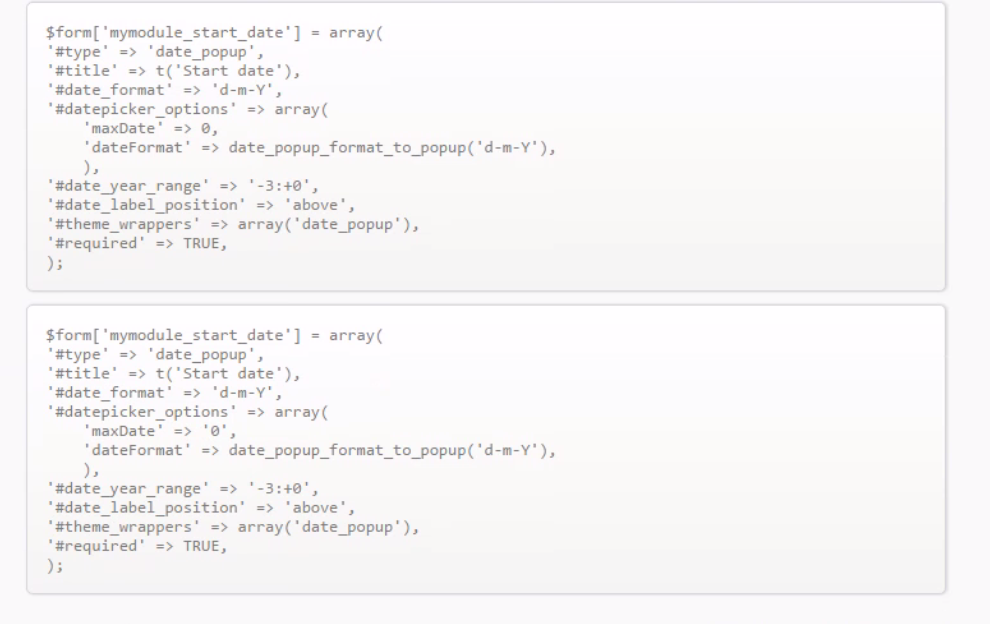 $form['mymodule_start_date'] = array(
'#type' => 'date_popup',
'#title' => t('Start date'),
'#date_format' => 'd-m-Y',
'#datepicker_options' => array(
    'maxDate' => 0,
    'dateFormat' => date_popup_format_to_popup('d-m-Y'),
    ),
'#date_year_range' => '-3:+0',
'#date_label_position' => 'above',
'#theme_wrappers' => array('date_popup'),
'#required' => TRUE,
);
$form['mymodule_start_date'] = array(
'#type' => 'date_popup',
'#title' => t('Start date'),
'#date_format' => 'd-m-Y',
'#datepicker_options' => array(
    'maxDate' => '0',
    'dateFormat' => date_popup_format_to_popup('d-m-Y'),
    ),
'#date_year_range' => '-3:+0',
'#date_label_position' => 'above',
'#theme_wrappers' => array('date_popup'),
'#required' => TRUE,
);